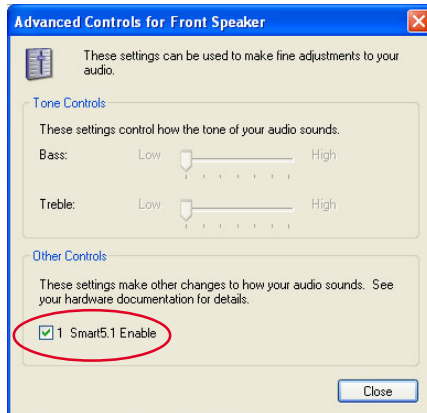 Advanced Controls for Front Speaker
These settings can be used to make fine adjustments to your
audio.
Tone Controls
These settings control how the tone of your audio sounds.
Bass: Low High
Treble: Low High
Other Controls
These settings make other changes to how your audio sounds. See
your hardware documentation for details.
1 Smart5.1 Enable
Close